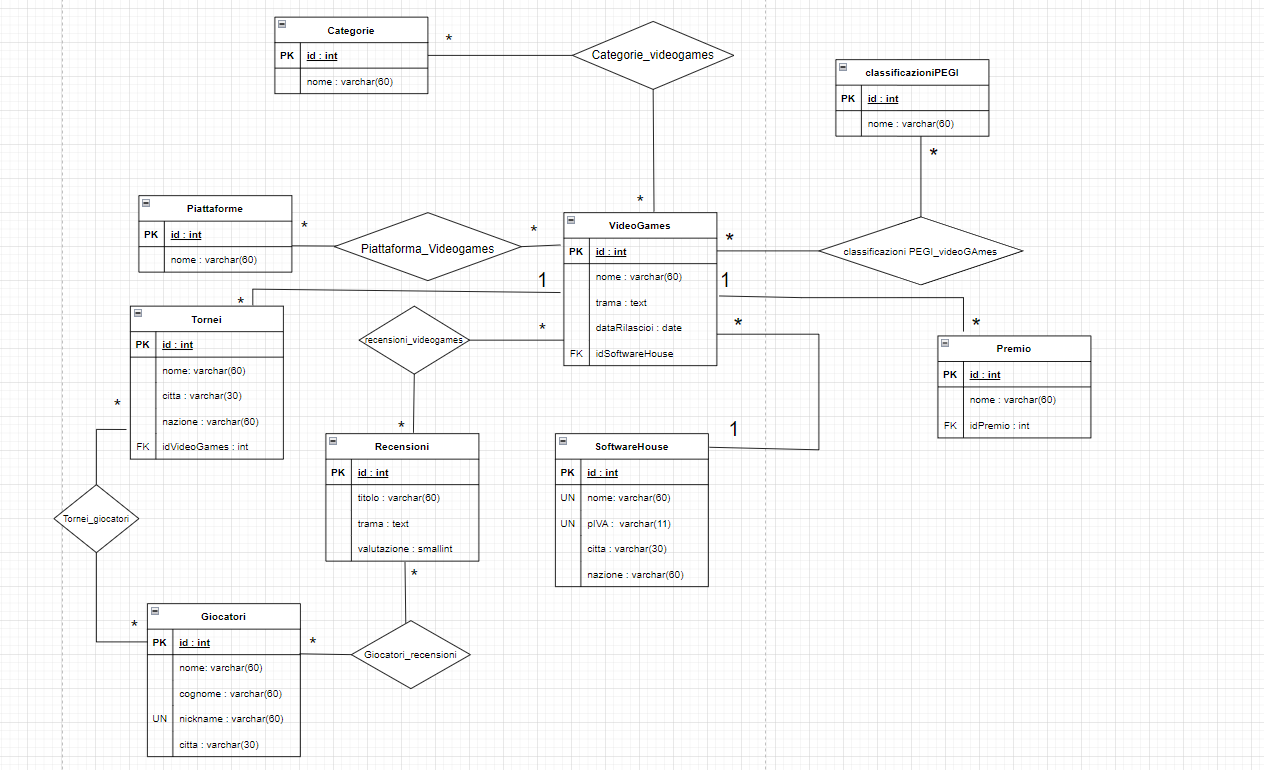 Categorie
PK id : int
nome : varchar(60)
*
Categorie_videogames
*
classificazioniPEGI
PK id : int
nome : varchar(60)
*
classificazioni PEGI_videoGAmes
*
Piattaforme
PK id : int
nome : varchar(60)
*
Piattaforma_Videogames
*
VideoGames
PK id : int
nome : varchar(60)
trama : text
dataRilascioi : date
FK idSoftwareHouse
1
*
1
*
Tornei
PK id : int
nome: varchar(60)
citta : varchar(30)
nazione : varchar(60)
FK idVideoGames : int
recensioni_videogames
*
*
*
Premio
PK id : int
nome : varchar(60)
FK idPremio : int
*
1
Recensioni
PK id : int
titolo : varchar(60)
trama : text
valutazione : smallint
SoftwareHouse
PK id : int
UN nome: varchar(60)
UN pIVA : varchar(11)
citta : varchar(30)
nazione : varchar(60)
Tornei_giocatori
*
*
Giocatori
PK id : int
nome: varchar(60)
cognome : varchar(60)
UN nickname : varchar(60)
citta : varchar(30)
*
Giocatori_recensioni